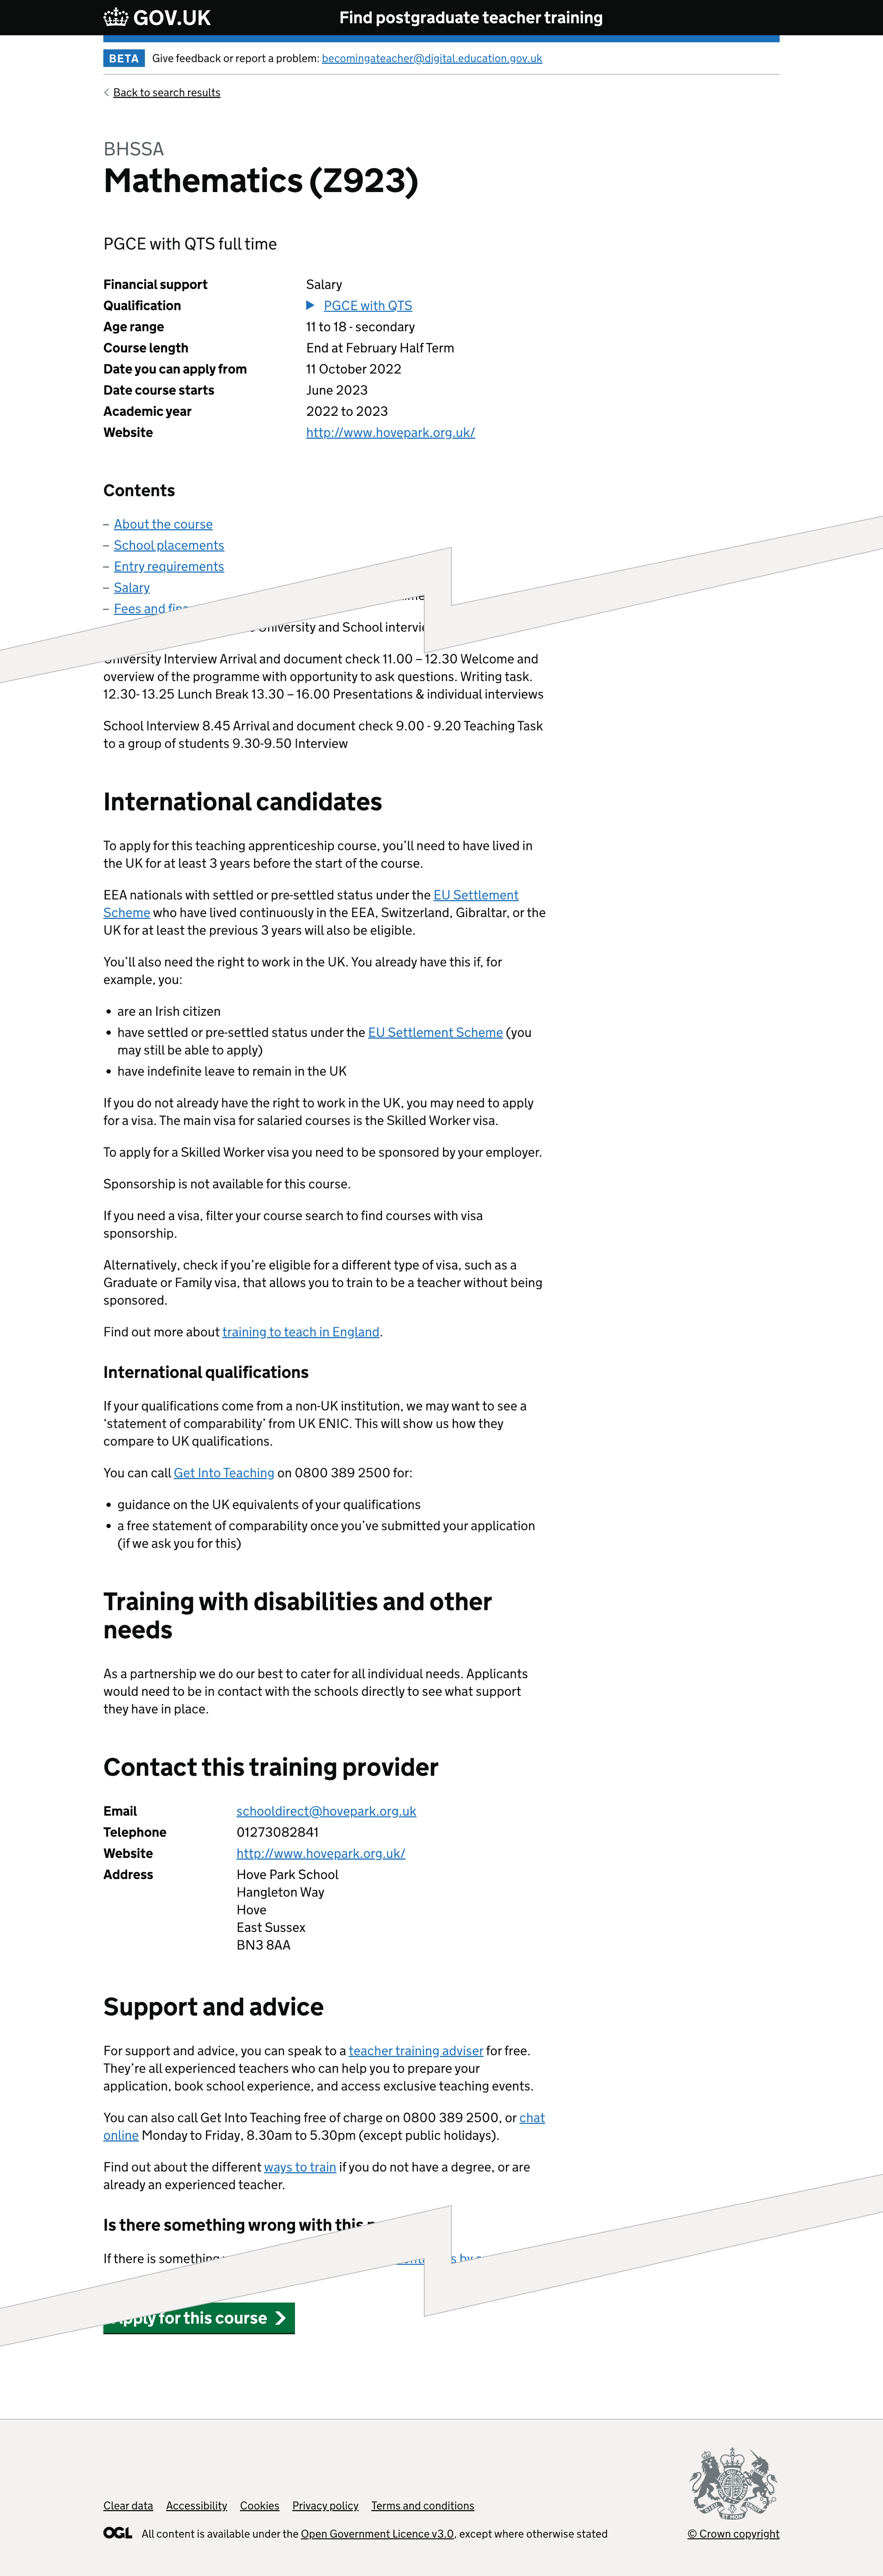 GOV.UK
Find postgraduate teacher training
BETA Give feedback or report a problem: becomingateacher@digital.education.gov.uk
Back to search results
BHSSA
Mathematics (Z923)
PGCE with QTS full time
Financial support Salary
Qualification PGCE with QTS
Age range 11 to 18 - secondary
Course length End at February Half Term
Date you can apply from 11 October 2022
Date course starts June 2023
Academic year 2022 to 2023
Website http://www.hovepark.org.uk/
Contents
– About the course
– School placements
– Entry requirements
– Salary
– Fees and
University and School
University Interview Arrival and document check 11.00 – 12.30 Welcome and
overview of the programme with opportunity to ask questions. Writing task.
12.30- 13.25 Lunch Break 13.30 – 16.00 Presentations & individual interviews
School Interview 8.45 Arrival and document check 9.00 - 9.20 Teaching Task
to a group of students 9.30-9.50 Interview
International candidates
To apply for this teaching apprenticeship course, you’ll need to have lived in
the UK for at least 3 years before the start of the course.
EEA nationals with settled or pre-settled status under the EU Settlement
Scheme who have lived continuously in the EEA, Switzerland, Gibraltar, or the
UK for at least the previous 3 years will also be eligible.
You’ll also need the right to work in the UK. You already have this if, for
example, you:
• are an Irish citizen
• have settled or pre-settled status under the EU Settlement Scheme (you
may still be able to apply)
• have indefinite leave to remain in the UK
If you do not already have the right to work in the UK, you may need to apply
for a visa. The main visa for salaried courses is the Skilled Worker visa.
To apply for a Skilled Worker visa you need to be sponsored by your employer.
Sponsorship is not available for this course.
If you need a visa, filter your course search to find courses with visa
sponsorship.
Alternatively, check if you’re eligible for a different type of visa, such as a
Graduate or Family visa, that allows you to train to be a teacher without being
sponsored.
Find out more about training to teach in England.
International qualifications
If your qualifications come from a non-UK institution, we may want to see a
‘statement of comparability’ from UK ENIC. This will show us how they
compare to UK qualifications.
You can call Get Into Teaching on 0800 389 2500 for:
• guidance on the UK equivalents of your qualifications
• a free statement of comparability once you’ve submitted your application
(if we ask you for this)
Training with disabilities and other
needs
As a partnership we do our best to cater for all individual needs. Applicants
would need to be in contact with the schools directly to see what support
they have in place.
Contact this training provider
Email schooldirect@hovepark.org.uk
Telephone 01273082841
Website http://www.hovepark.org.uk/
Address Hove Park School
Hangleton Way
Hove
East Sussex
BN3 8AA
Support and advice
For support and advice, you can speak to a teacher training adviser for free.
They’re all experienced teachers who can help you to prepare your
application, book school experience, and access exclusive teaching events.
You can also call Get Into Teaching free of charge on 0800 389 2500, or chat
online Monday to Friday, 8.30am to 5.30pm (except public holidays).
Find out about the different ways to train if you do not have a degree, or are
already an experienced teacher.
Is there something wrong with this
If there is something
by
Apply for this course
Clear data Accessibility Cookies Privacy policy Terms and conditions
OGL All content is available under the Open Government Licence v3.0, except where otherwise stated
© Crown copyright